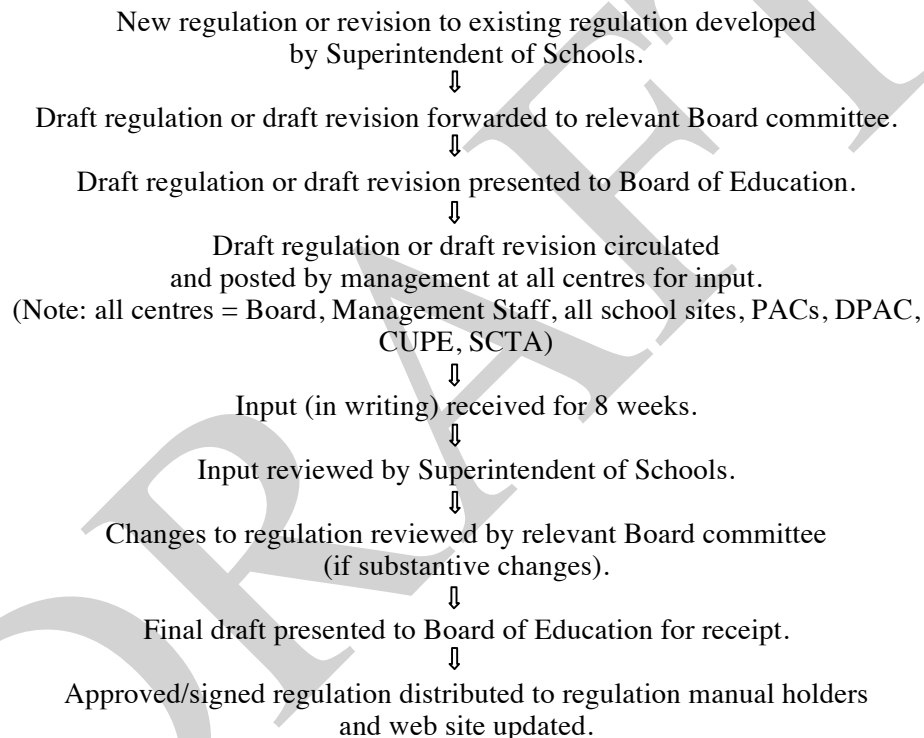 New regulation or revision to existing regulation developed
by Superintendent of Schools.
⇩
Draft regulation or draft revision forwarded to relevant Board committee.
⇩
Draft regulation or draft revision presented to Board of Education.
⇩
Draft regulation or draft revision circulated
and posted by management at all centres for input.
(Note: all centres = Board, Management Staff, all school sites, PACs, DPAC,
CUPE, SCTA)
⇩
Input (in writing) received for 8 weeks.
⇩
Input reviewed by Superintendent of Schools.
⇩
Changes to regulation reviewed by relevant Board committee
(if substantive changes).
⇩
Final draft presented to Board of Education for receipt.
⇩
Approved/signed regulation distributed to regulation manual holders
and web site updated.
DRAFT